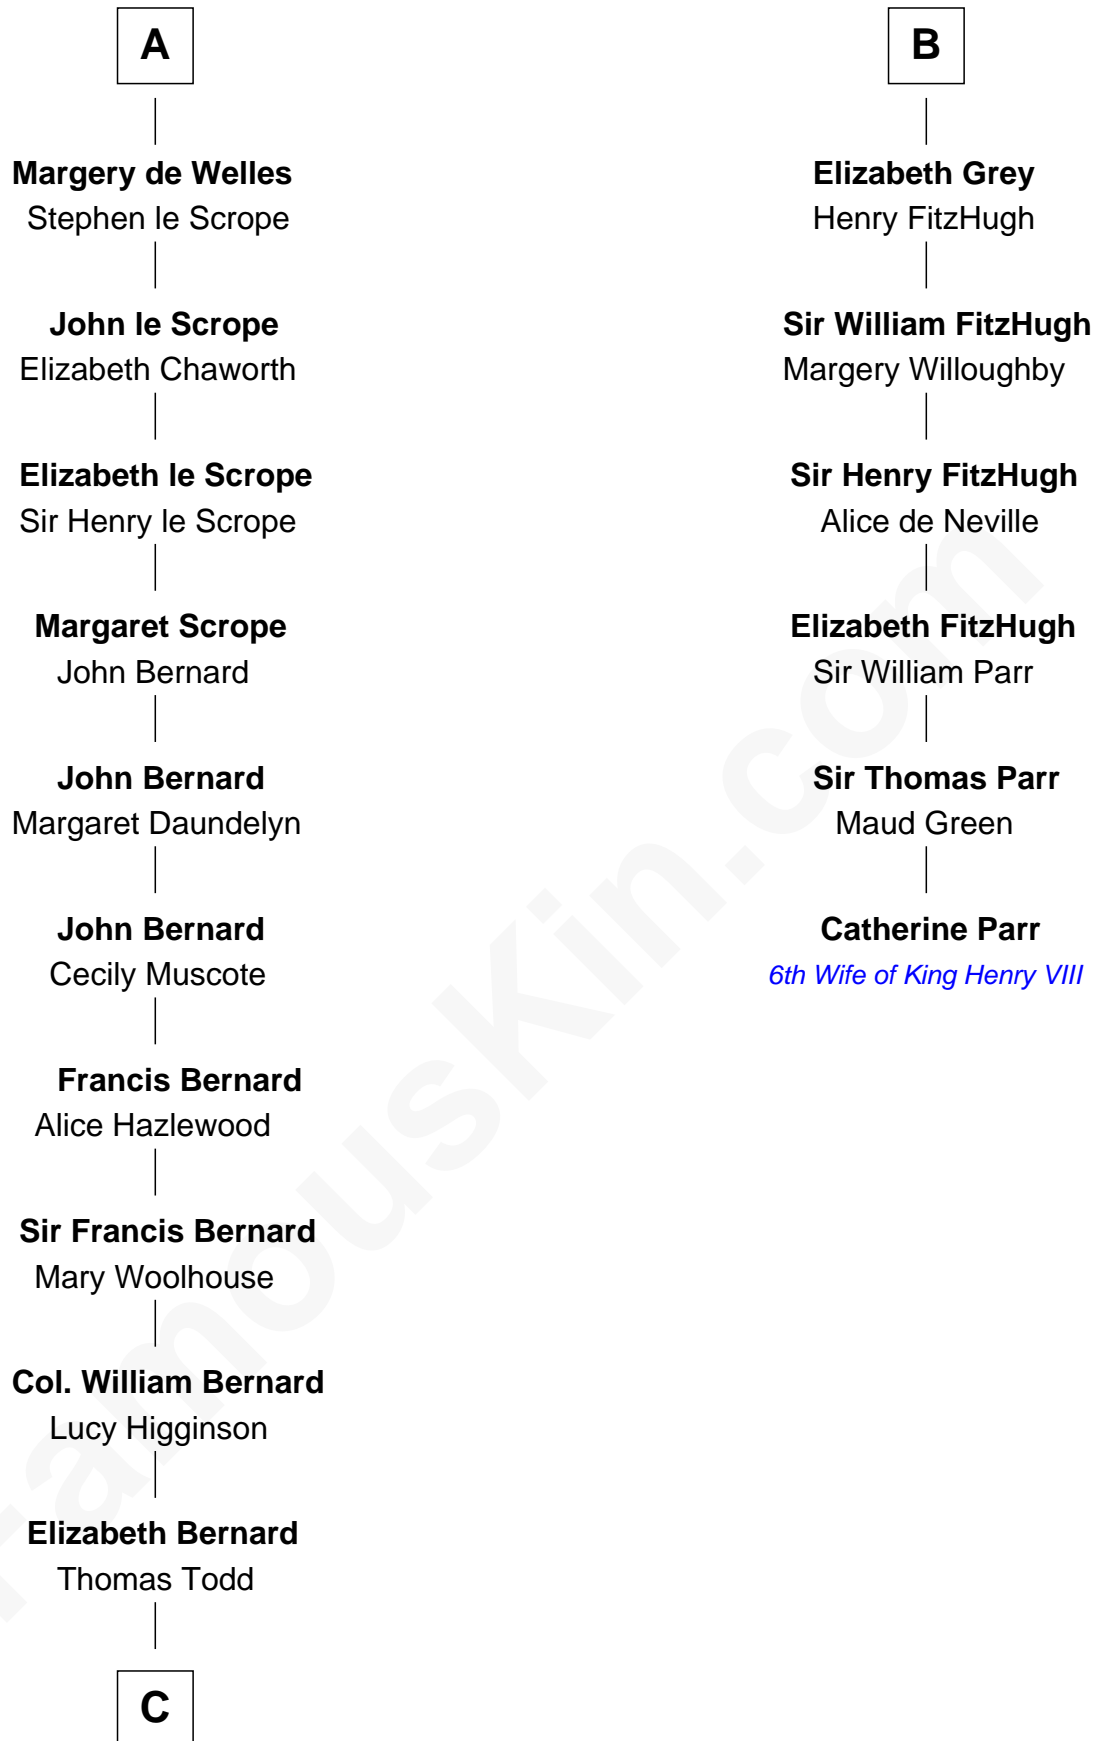 A
Margery de Welles
Stephen le Scrope
John le Scrope
Elizabeth Chaworth
Elizabeth le Scrope
Sir Henry le Scrope
Margaret Scrope
John Bernard
John Bernard
Margaret Daundelyn
John Bernard
Cecily Muscote
Francis Bernard
Alice Hazlewood
Sir Francis Bernard
Mary Woolhouse
Col. William Bernard
Lucy Higginson
Elizabeth Bernard
Thomas Todd
C
B
Elizabeth Grey
Henry FitzHugh
Sir William FitzHugh
Margery Willoughby
Sir Henry FitzHugh
Alice de Neville
Elizabeth FitzHugh
Sir William Parr
Sir Thomas Parr
Maud Green
Catherine Parr
6th Wife of King Henry VIII
FamousKin.com